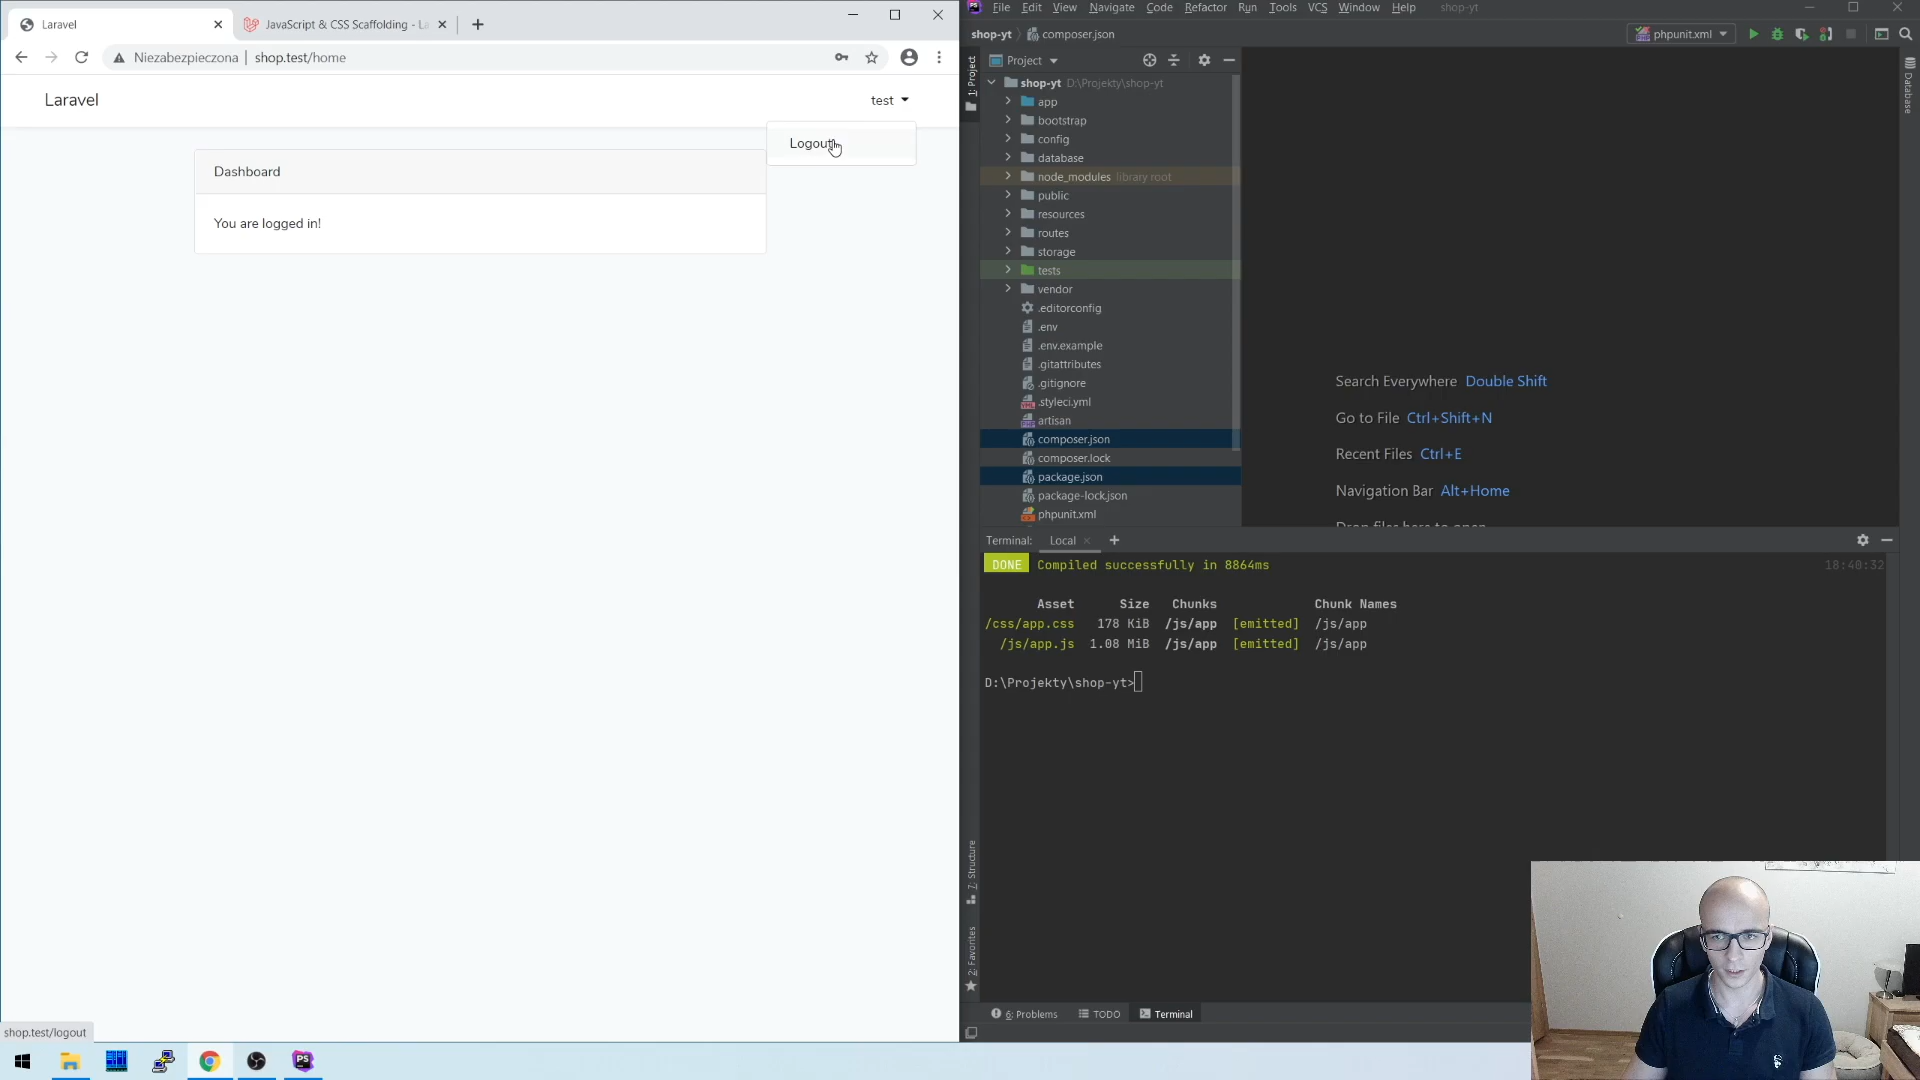 Laravel
JavaScript & CSS Scaffolding - La
Niezabezpieczona
shop.test/home
Laravel
test
Logout
Dashboard
You are logged in!
shop.test/logout
File Edit View Navigate Code Refactor Run Tools VCS Window Help shop-yt
shop-yt composer.json
phpunit.xml
1: Project
Project
Database
shop-yt D:\Projekty\shop-yt
app
bootstrap
config
database
node_modules library root
public
resources
routes
storage
tests
vendor
.editorconfig
.env
.env.example
.gitattributes
.gitignore
.styleci.yml
artisan
composer.json
composer.lock
package.json
package-lock.json
phpunit.xml
Search Everywhere Double Shift
Go to File Ctrl+Shift+N
Recent Files Ctrl+E
Navigation Bar Alt+Home
Drop files here to open
Terminal: Local
DONE Compiled successfully in 8864ms 18:40:32
Asset Size Chunks Chunk Names
/css/app.css 178 KiB /js/app [emitted] /js/app
/js/app.js 1.08 MiB /js/app [emitted] /js/app
D:\Projekty\shop-yt>
7: Structure
2: Favorites
6: Problems TODO Terminal
PS